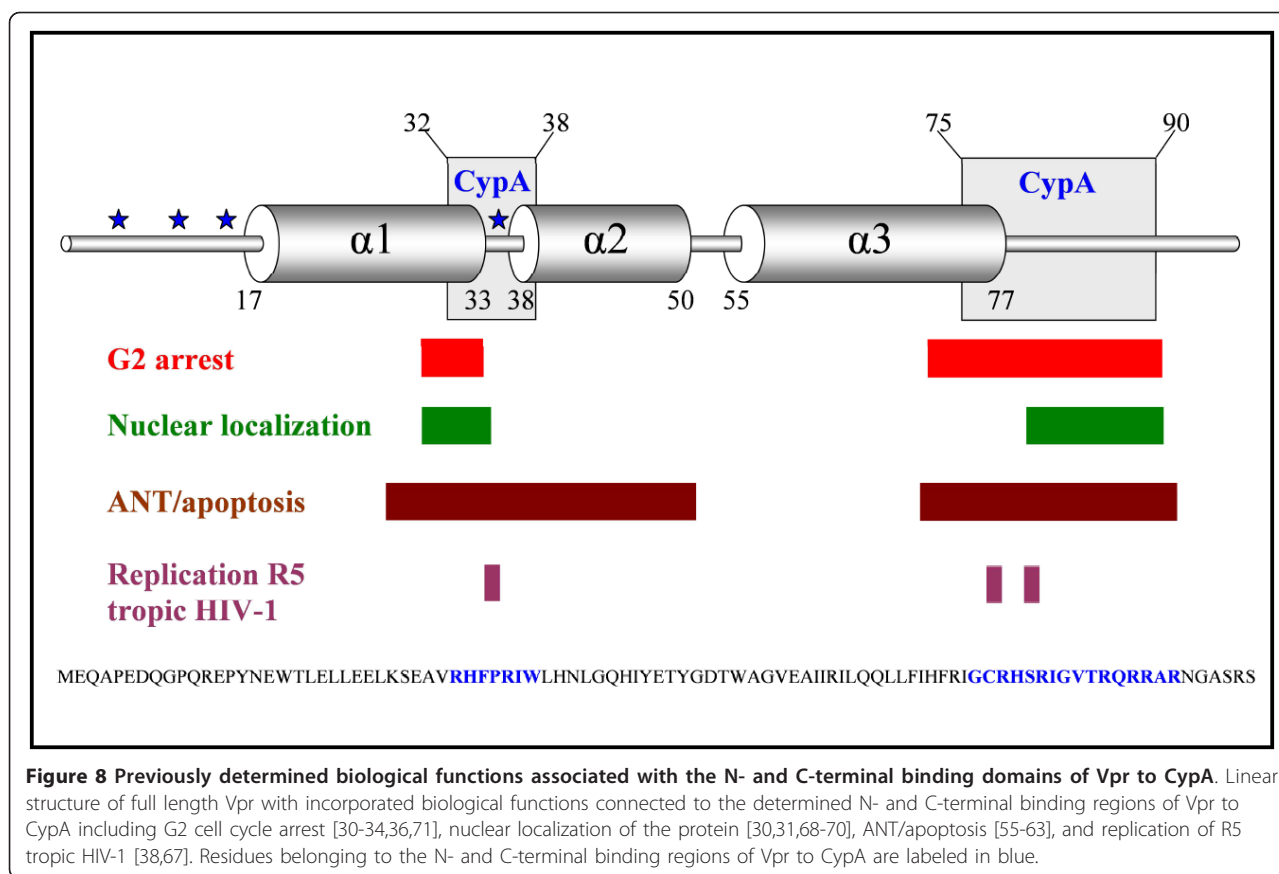 32 38 75 90
CypA CypA
α1 α2 α3
17 33 38 50 55 77
G2 arrest
Nuclear localization
ANT/apoptosis
Replication R5
tropic HIV-1
MEQAPEDQGPQREPYNEWTLELLEELKSEAVRHFPRIWLHNLGQHIYETYGDTWAGVEAIIRILQQLLFIHFRIGCRHSRIGVTRQRRARNGASRS
Figure 8 Previously determined biological functions associated with the N- and C-terminal binding domains of Vpr to CypA. Linear
structure of full length Vpr with incorporated biological functions connected to the determined N- and C-terminal binding regions of Vpr to
CypA including G2 cell cycle arrest [30-34,36,71], nuclear localization of the protein [30,31,68-70], ANT/apoptosis [55-63], and replication of R5
tropic HIV-1 [38,67]. Residues belonging to the N- and C-terminal binding regions of Vpr to CypA are labeled in blue.